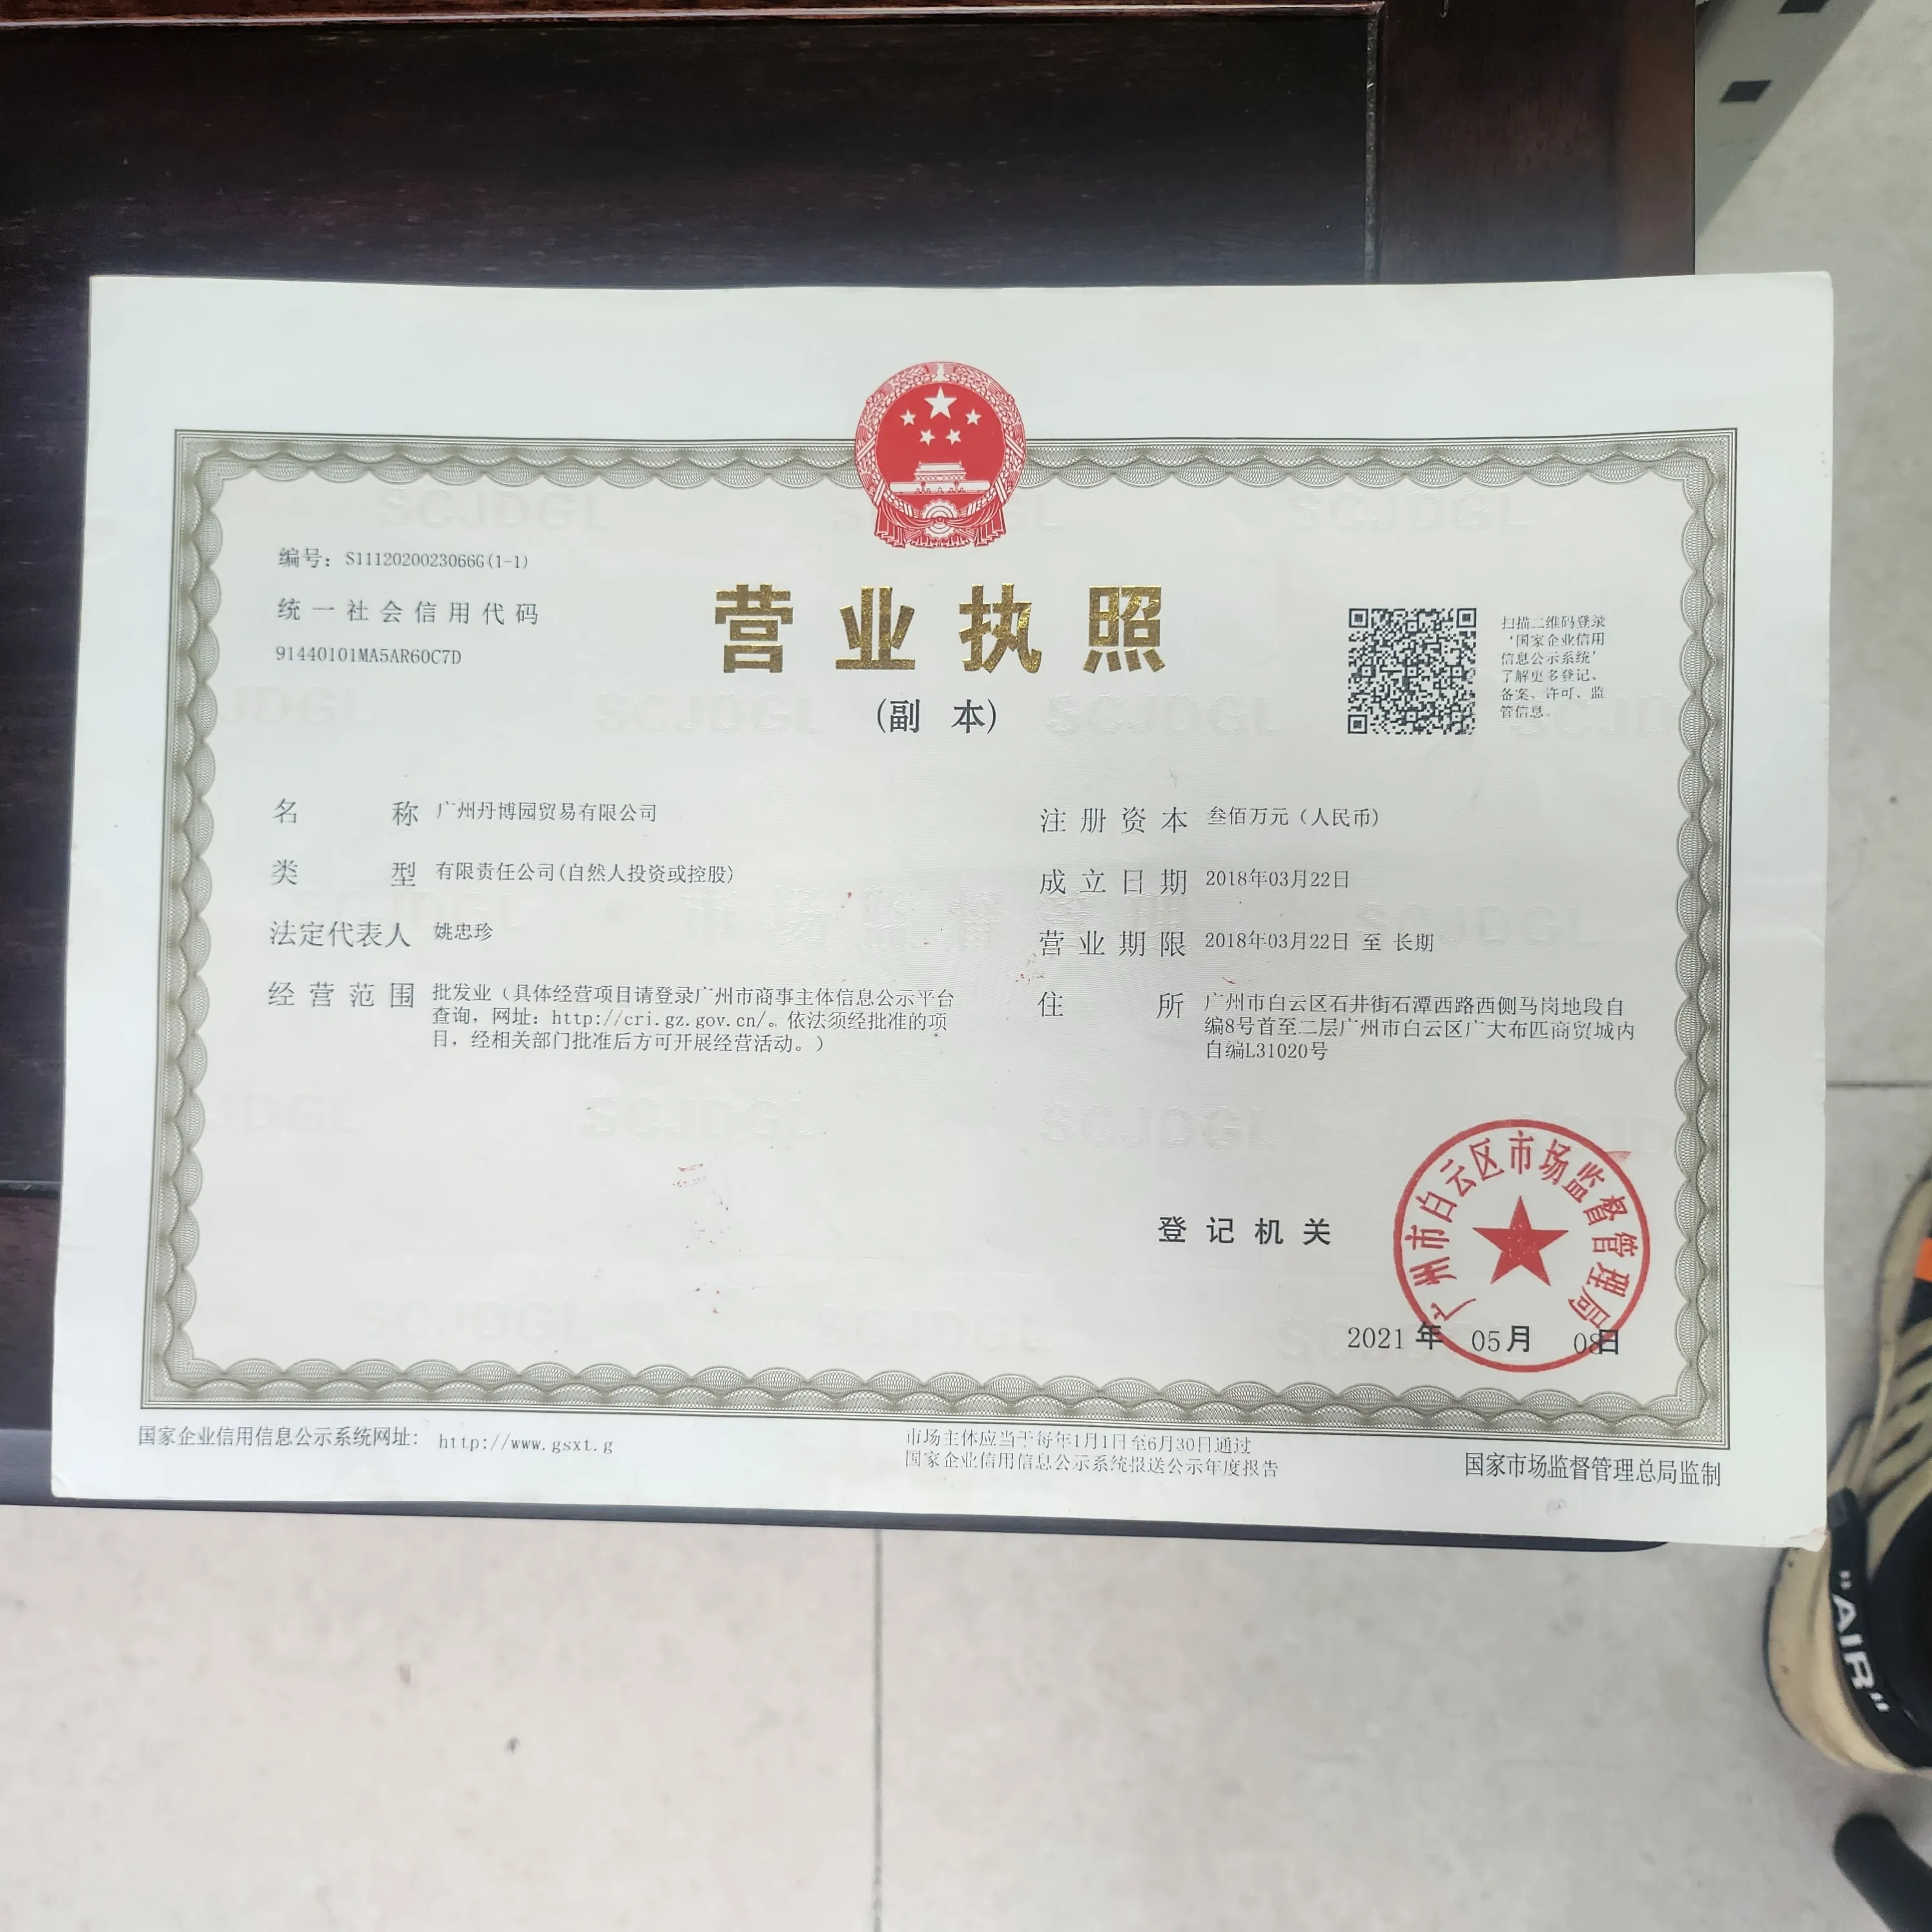 编号：S1112020023066G(1-1)
统一社会信用代码
91440101MA5AR60C7D
营业执照
(副 本)
扫描二维码登录
‘国家企业信用
信息公示系统’
了解更多登记、
备案、许可、监
管信息。
名 称 广州丹博园贸易有限公司
类 型 有限责任公司(自然人投资或控股)
法定代表人 姚忠珍
经营范围 批发业（具体经营项目请登录广州市商事主体信息公示平台
查询，网址：http://cri.gz.gov.cn/。依法须经批准的项
目，经相关部门批准后方可开展经营活动。）
注册资本 叁佰万元（人民币）
成立日期 2018年03月22日
营业期限 2018年03月22日 至 长期
住 所 广州市白云区石井街石潭西路西侧马岗地段自
编8号首至二层广州市白云区广大布匹商贸城内
自编L31020号
登记机关
广州市白云区市场监督管理局
2021 年 05 月 08 日
国家企业信用信息公示系统网址： http://www.gsxt.g
市场主体应当于每年1月1日至6月30日通过
国家企业信用信息公示系统报送公示年度报告
国家市场监督管理总局监制
SCJDGL
"AIR"